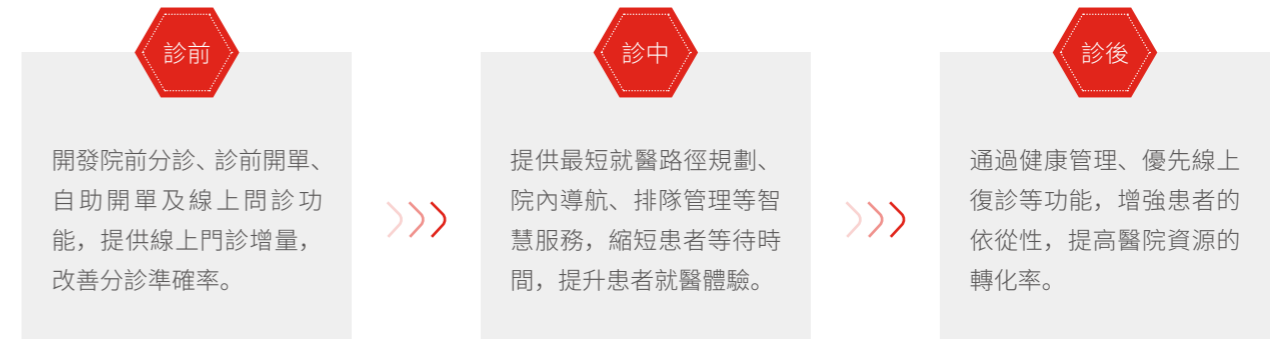 診前
開發院前分診、診前開單、
自助開單及線上問診功
能，提供線上門診增量，
改善分診準確率。
診中
提供最短就醫路徑規劃、
院內導航、排隊管理等智
慧服務，縮短患者等待時
間，提升患者就醫體驗。
診後
通過健康管理、優先線上
復診等功能，增強患者的
依從性，提高醫院資源的
轉化率。